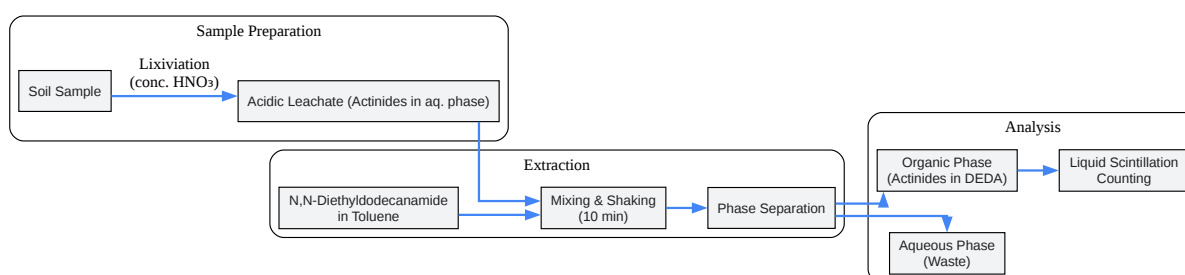 Sample Preparation
Lixiviation
(conc. HNO₃)
Soil Sample
Acidic Leachate (Actinides in aq. phase)
Extraction
N,N-Diethyldodecanamide
in Toluene
Mixing & Shaking
(10 min)
Phase Separation
Analysis
Organic Phase
(Actinides in DEDA)
Liquid Scintillation
Counting
Aqueous Phase
(Waste)